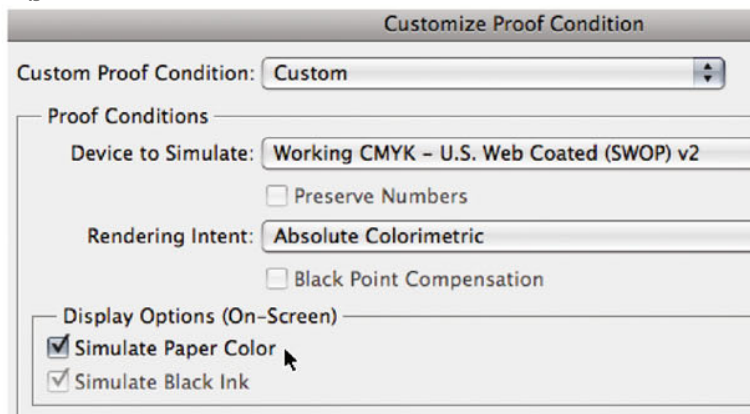 Customize Proof Condition
Custom Proof Condition: Custom
Proof Conditions
Device to Simulate: Working CMYK – U.S. Web Coated (SWOP) v2
Preserve Numbers
Rendering Intent: Absolute Colorimetric
Black Point Compensation
Display Options (On-Screen)
Simulate Paper Color
Simulate Black Ink